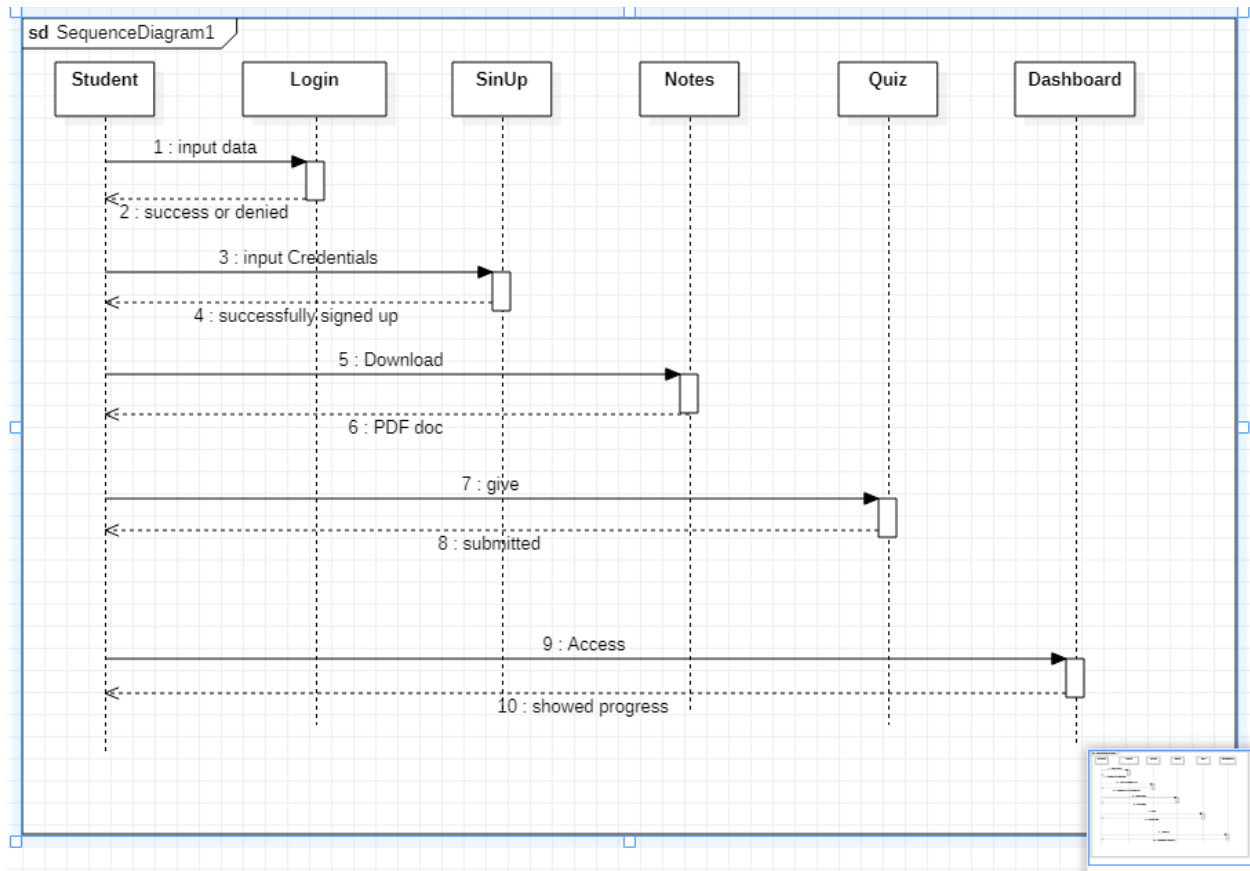 sd SequenceDiagram1
Student
Login
SinUp
Notes
Quiz
Dashboard
1 : input data
2 : success or denied
3 : input Credentials
4 : successfully signed up
5 : Download
6 : PDF doc
7 : give
8 : submitted
9 : Access
10 : showed progress